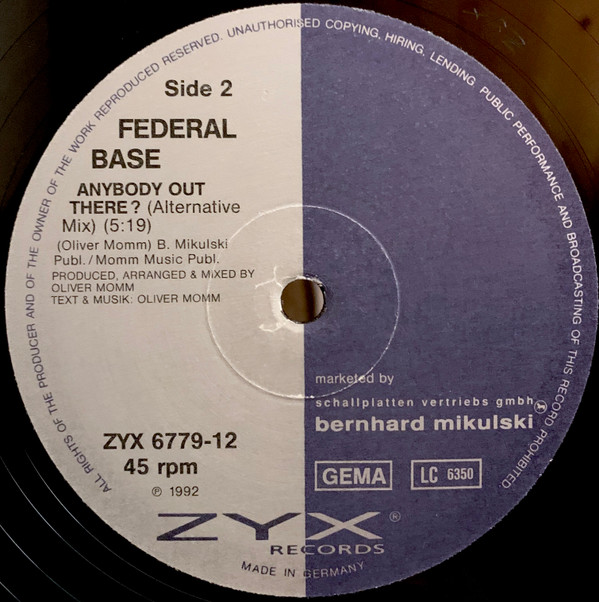 ALL RIGHTS OF THE PRODUCER AND OF THE OWNER OF THE WORK REPRODUCED RESERVED. UNAUTHORISED COPYING, HIRING, LENDING PUBLIC PERFORMANCE AND BROADCASTING OF THIS RECORD PROHIBITED.
Side 2
FEDERAL
BASE
ANYBODY OUT
THERE? (Alternative
Mix) (5:19)
(Oliver Momm) B. Mikulski
Publ./Momm Music Publ.
PRODUCED, ARRANGED & MIXED BY
OLIVER MOMM
TEXT & MUSIK: OLIVER MOMM
marketed by
schallplatten vertriebs gmbh
bernhard mikulski
ZYX 6779-12
45 rpm
GEMA
LC 6350
℗ 1992
ZYX®
RECORDS
MADE IN GERMANY